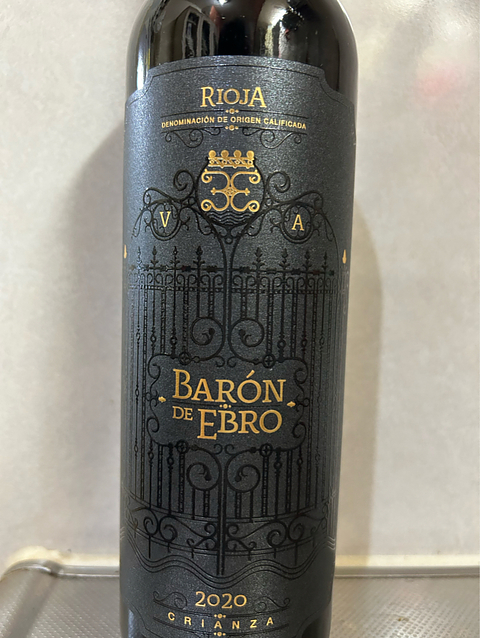 RIOJA
DENOMINACIÓN DE ORIGEN CALIFICADA
V A
BARÓN
DE EBRO
2020
CRIANZA